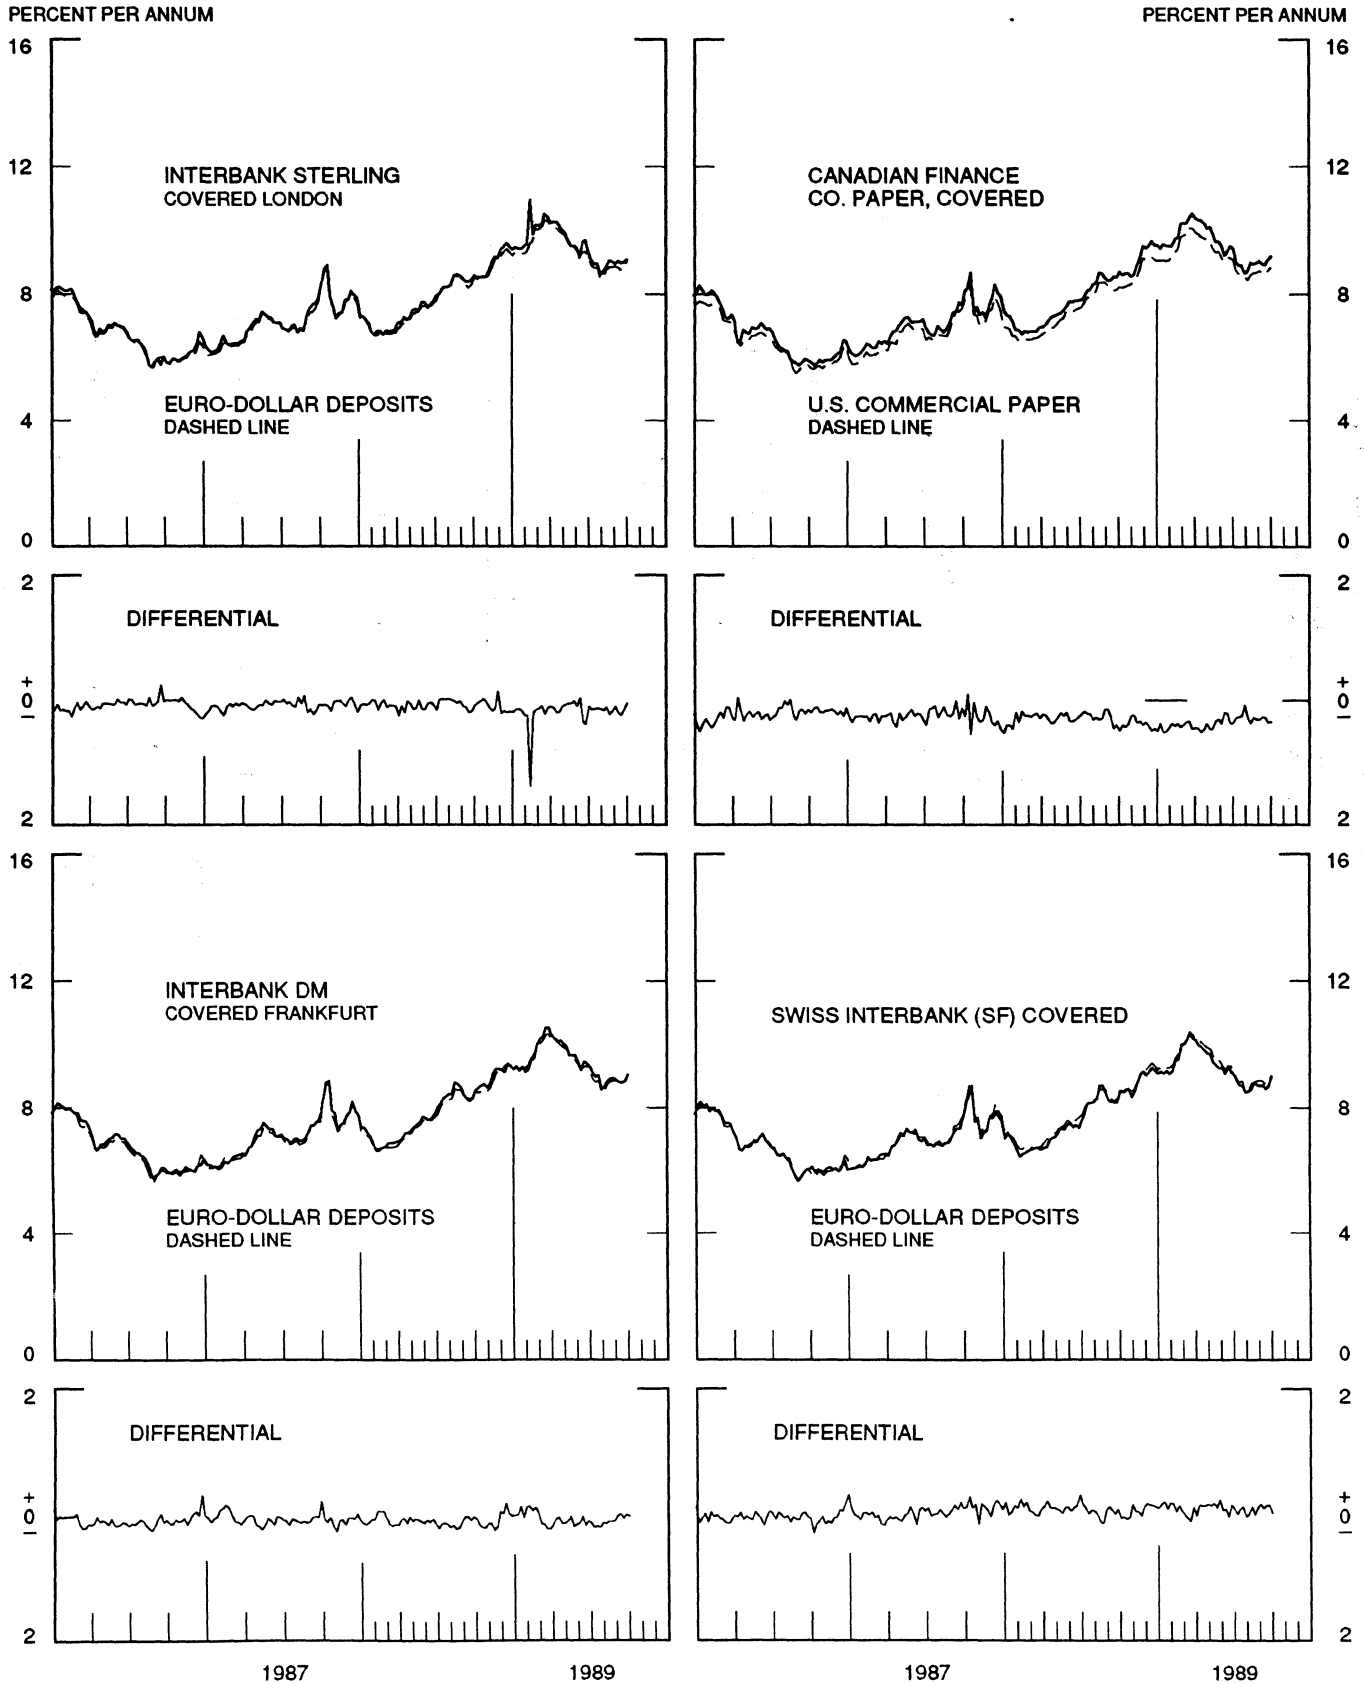 PERCENT PER ANNUM
PERCENT PER ANNUM
16
16
12
INTERBANK STERLING
COVERED LONDON
CANADIAN FINANCE
CO. PAPER, COVERED
12
8
8
EURO-DOLLAR DEPOSITS
DASHED LINE
U.S. COMMERCIAL PAPER
DASHED LINE
4
4
0
0
2
2
DIFFERENTIAL
DIFFERENTIAL
+
0
−
+
0
−
2
2
16
16
12
INTERBANK DM
COVERED FRANKFURT
SWISS INTERBANK (SF) COVERED
12
8
8
EURO-DOLLAR DEPOSITS
DASHED LINE
EURO-DOLLAR DEPOSITS
DASHED LINE
4
4
0
0
2
2
DIFFERENTIAL
DIFFERENTIAL
+
0
−
+
0
−
2
2
1987
1989
1987
1989